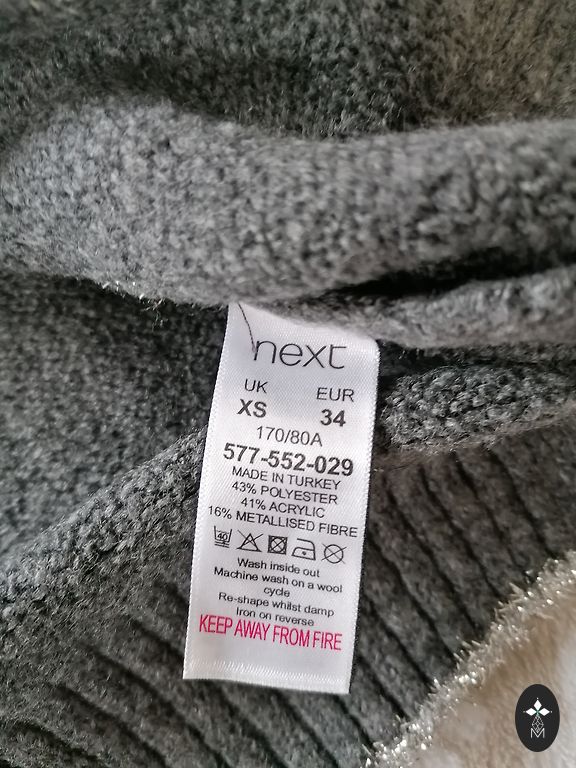 next
UK EUR
XS 34
170/80A
577-552-029
MADE IN TURKEY
43% POLYESTER
41% ACRYLIC
16% METALLISED FIBRE
40
Wash inside out
Machine wash on a wool
cycle
Re-shape whilst damp
Iron on reverse
KEEP AWAY FROM FIRE
M